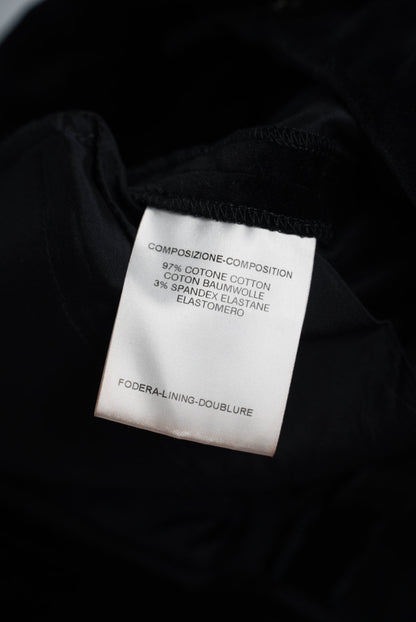 COMPOSIZIONE-COMPOSITION
97% COTONE COTTON
COTON BAUMWOLLE
3% SPANDEX ELASTANE
ELASTOMERO
FODERA-LINING-DOUBLURE